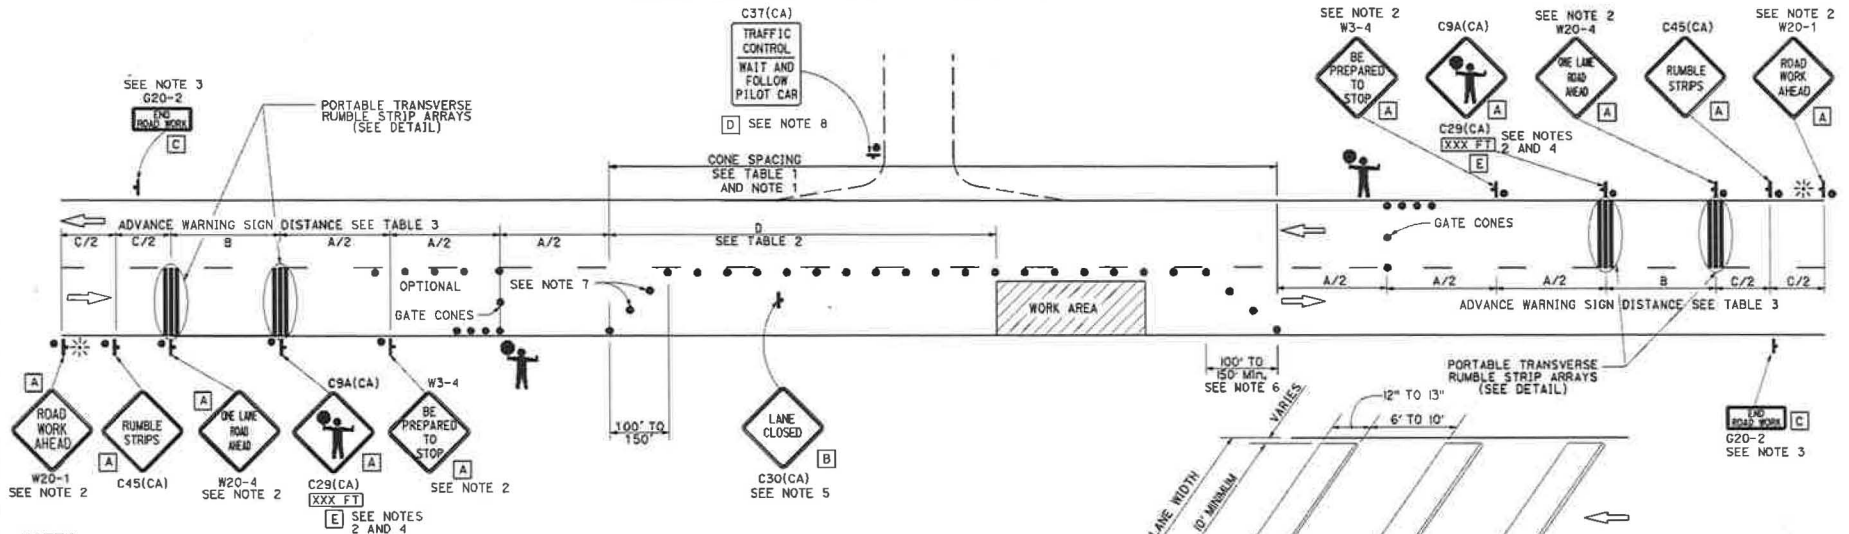 C37(CA)
TRAFFIC
CONTROL
WAIT AND
FOLLOW
PILOT CAR
D SEE NOTE 8
SEE NOTE 3
G20-2
END
ROAD WORK
C
PORTABLE TRANSVERSE
RUMBLE STRIP ARRAYS
(SEE DETAIL)
CONE SPACING
SEE TABLE 1
AND NOTE 1
SEE NOTE 2
W3-4
BE
PREPARED
TO
STOP
A
C9A(CA)
A
C29(CA)
XXX FT
SEE NOTES
2 AND 4
E
SEE NOTE 2
W20-4
ONE LANE
ROAD
AHEAD
A
C45(CA)
RUMBLE
STRIPS
A
SEE NOTE 2
W20-1
ROAD
WORK
AHEAD
A
ADVANCE WARNING SIGN DISTANCE SEE TABLE 3
C/2 C/2 B A/2 A/2 A/2
D
SEE TABLE 2
OPTIONAL
SEE NOTE 7
GATE CONES
WORK AREA
GATE CONES
A/2 A/2 A/2 B C/2 C/2
ADVANCE WARNING SIGN DISTANCE SEE TABLE 3
A
ROAD
WORK
AHEAD
W20-1
SEE NOTE 2
RUMBLE
STRIPS
A
C45(CA)
A
ONE LANE
ROAD
AHEAD
W20-4
SEE NOTE 2
C9A(CA)
A
C29(CA)
XXX FT
E SEE NOTES
2 AND 4
W3-4
BE
PREPARED
TO
STOP
A
SEE NOTE 2
100' TO
150'
LANE
CLOSED
B
C30(CA)
SEE NOTE 5
100' TO
150' Min.
SEE NOTE 6
PORTABLE TRANSVERSE
RUMBLE STRIP ARRAYS
(SEE DETAIL)
END
ROAD WORK
C
G20-2
SEE NOTE 3
VARIES
12" TO 13"
6' TO 10'
LANE WIDTH
10' MINIMUM